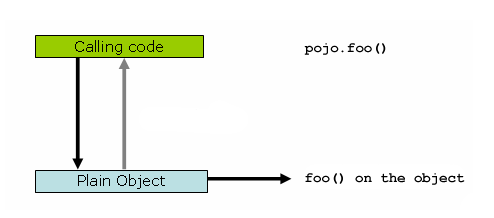 Calling code
pojo.foo()
Plain Object
foo() on the object